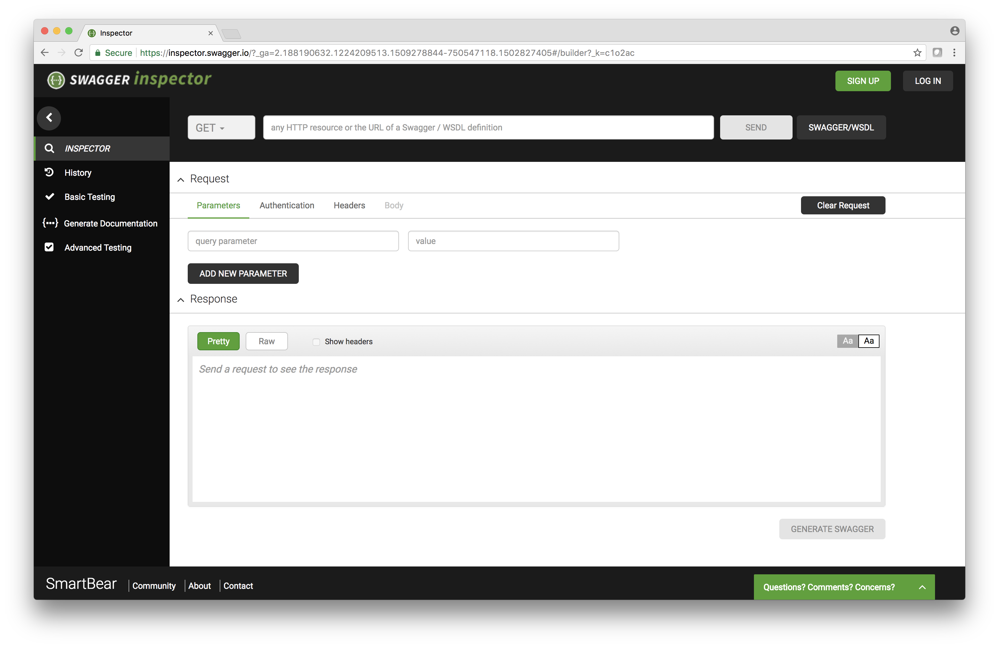 Inspector
Secure https://inspector.swagger.io/?_ga=2.188190632.1224209513.1509278844-750547118.1502827405#/builder?_k=c1o2ac
{···} SWAGGER inspector
SIGN UP LOG IN
GET any HTTP resource or the URL of a Swagger / WSDL definition SEND SWAGGER/WSDL
INSPECTOR
History
Basic Testing
{···} Generate Documentation
Advanced Testing
Request
Parameters Authentication Headers Body Clear Request
query parameter value
ADD NEW PARAMETER
Response
Pretty Raw Show headers Aa Aa
Send a request to see the response
GENERATE SWAGGER
SmartBear Community About Contact Questions? Comments? Concerns?